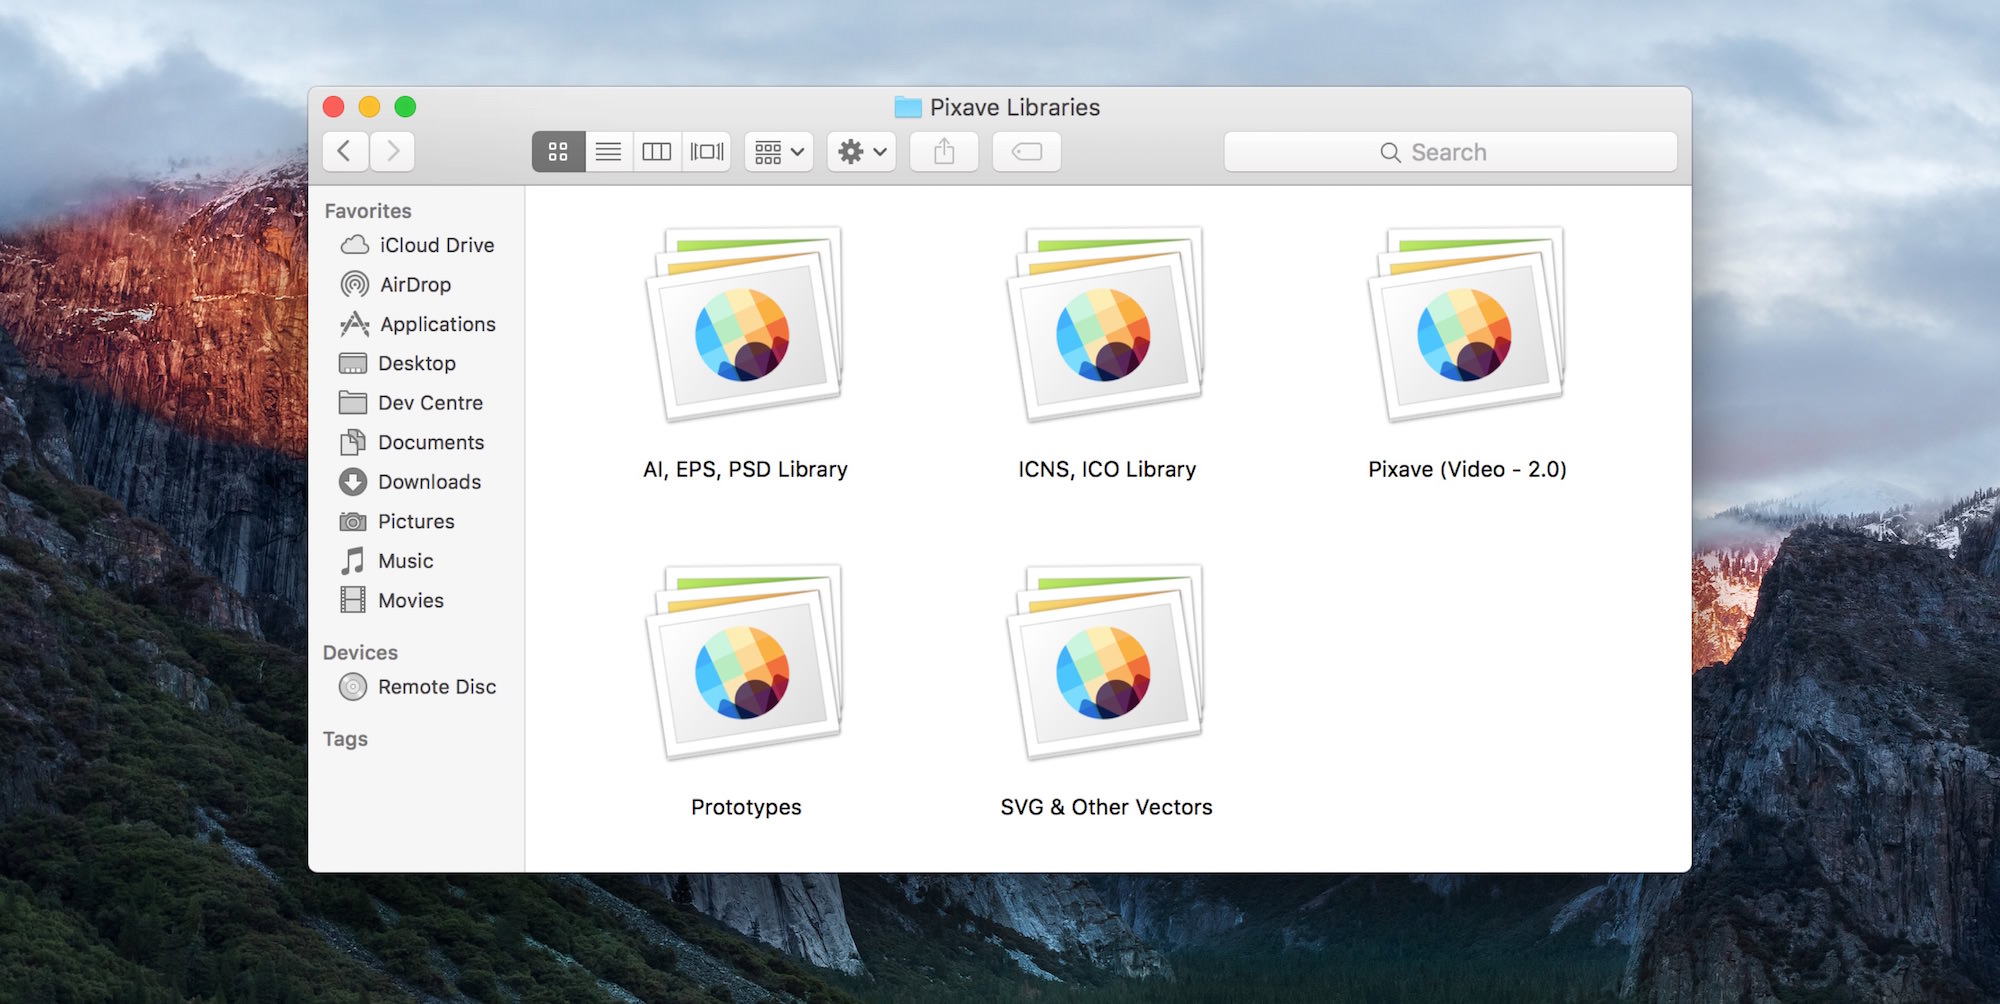 Pixave Libraries
Search
Favorites
iCloud Drive
AirDrop
Applications
Desktop
Dev Centre
Documents
Downloads
Pictures
Music
Movies
Devices
Remote Disc
Tags
AI, EPS, PSD Library
ICNS, ICO Library
Pixave (Video - 2.0)
Prototypes
SVG & Other Vectors